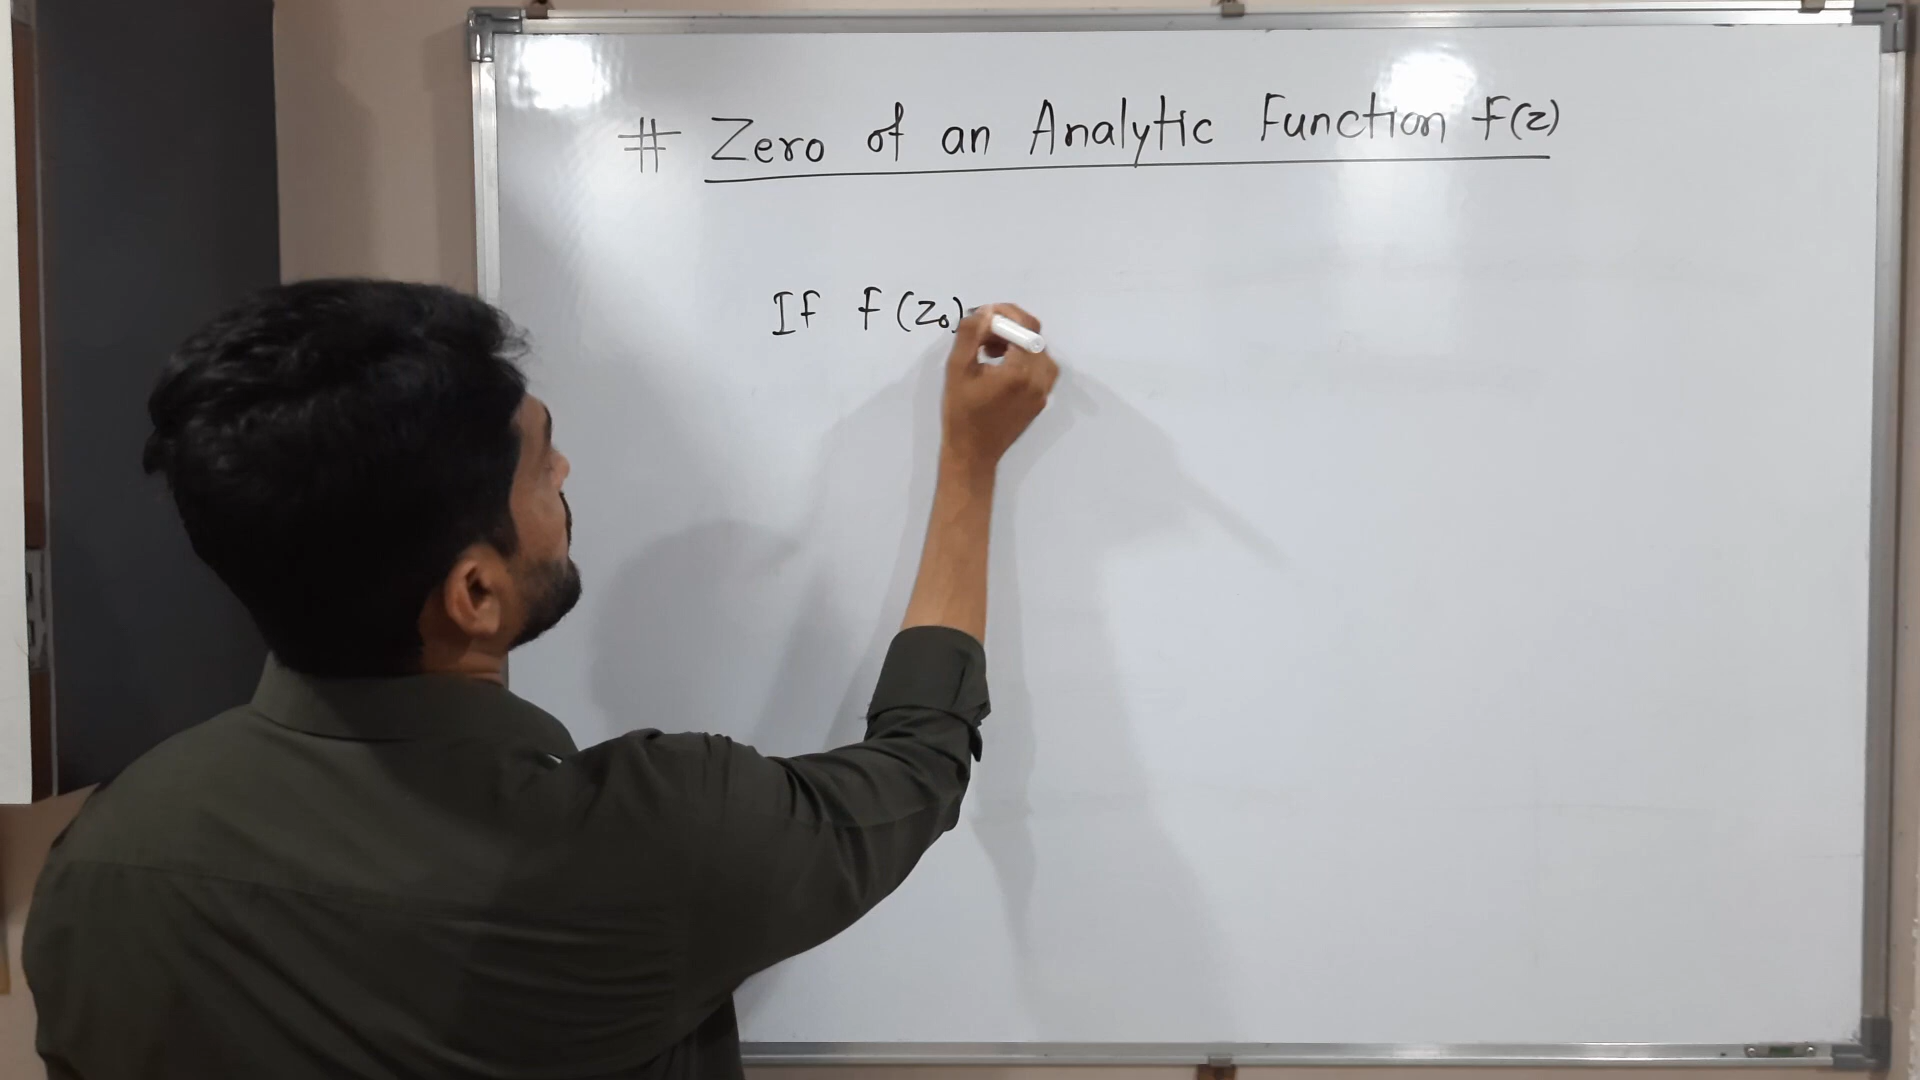 # Zero of an Analytic Function f(z)
If f(z₀)=